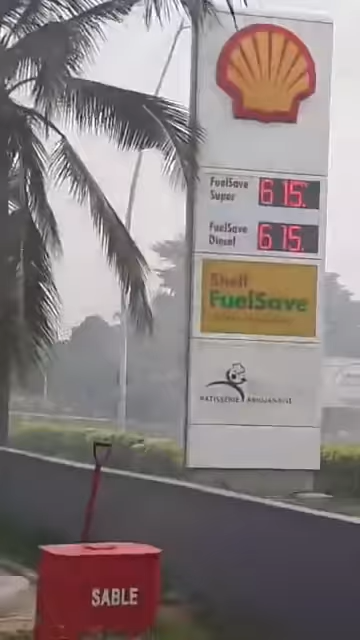 FuelSave
Super
615.
FuelSave
Diesel
615.
Shell
FuelSave
PATISSERIE ABIDJANAISE
SABLE